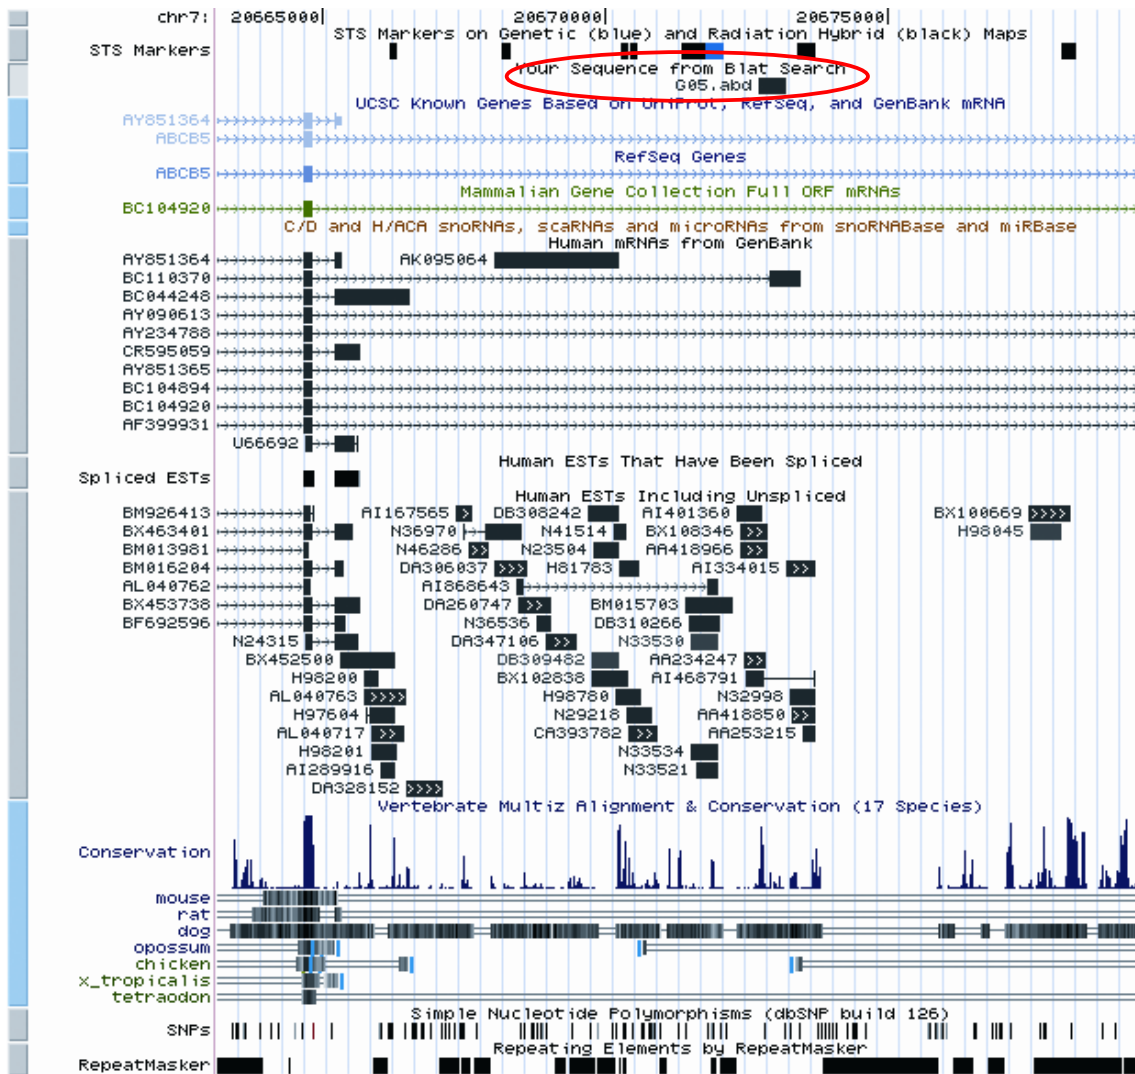 chr7: 20665000| 20670000| 20675000|
STS Markers on Genetic (blue) and Radiation Hybrid (black) Maps
STS Markers
Your Sequence from Blat Search
G05.abd
UCSC Known Genes Based on UniProt, RefSeq, and GenBank mRNA
AY851364
ABCB5
RefSeq Genes
ABCB5
Mammalian Gene Collection Full ORF mRNAs
BC104920
C/D and H/ACA snoRNAs, scaRNAs and microRNAs from snoRNABase and miRBase
Human mRNAs from GenBank
AY851364 AK095064
BC110370
BC044248
AY090613
AY234788
CR595059
AY851365
BC104894
BC104920
AF399931
U66692
Human ESTs That Have Been Spliced
Spliced ESTs
Human ESTs Including Unspliced
BM926413 AI167565 DB308242 AI401360 BX100669
BX463401 N36970 N41514 BX108346 H98045
BM013981 N46286 N23504 AA418966
BM016204 DA306037 H81783 AI334015
AL040762 AI868643
BX453738 DA260747 BM015703
BF692596 N36536 DB310266
N24315 DA347106 N33530
BX452500 DB309482 AA234247
H98200 BX102838 AI468791
AL040763 H98780 N32998
H97604 N29218 AA418850
AL040717 CA393782 AA253215
H98201 N33534
AI289916 N33521
DA328152
Vertebrate Multiz Alignment & Conservation (17 Species)
Conservation
mouse
rat
dog
opossum
chicken
x_tropicalis
tetraodon
Simple Nucleotide Polymorphisms (dbSNP build 126)
SNPs
Repeating Elements by RepeatMasker
RepeatMasker